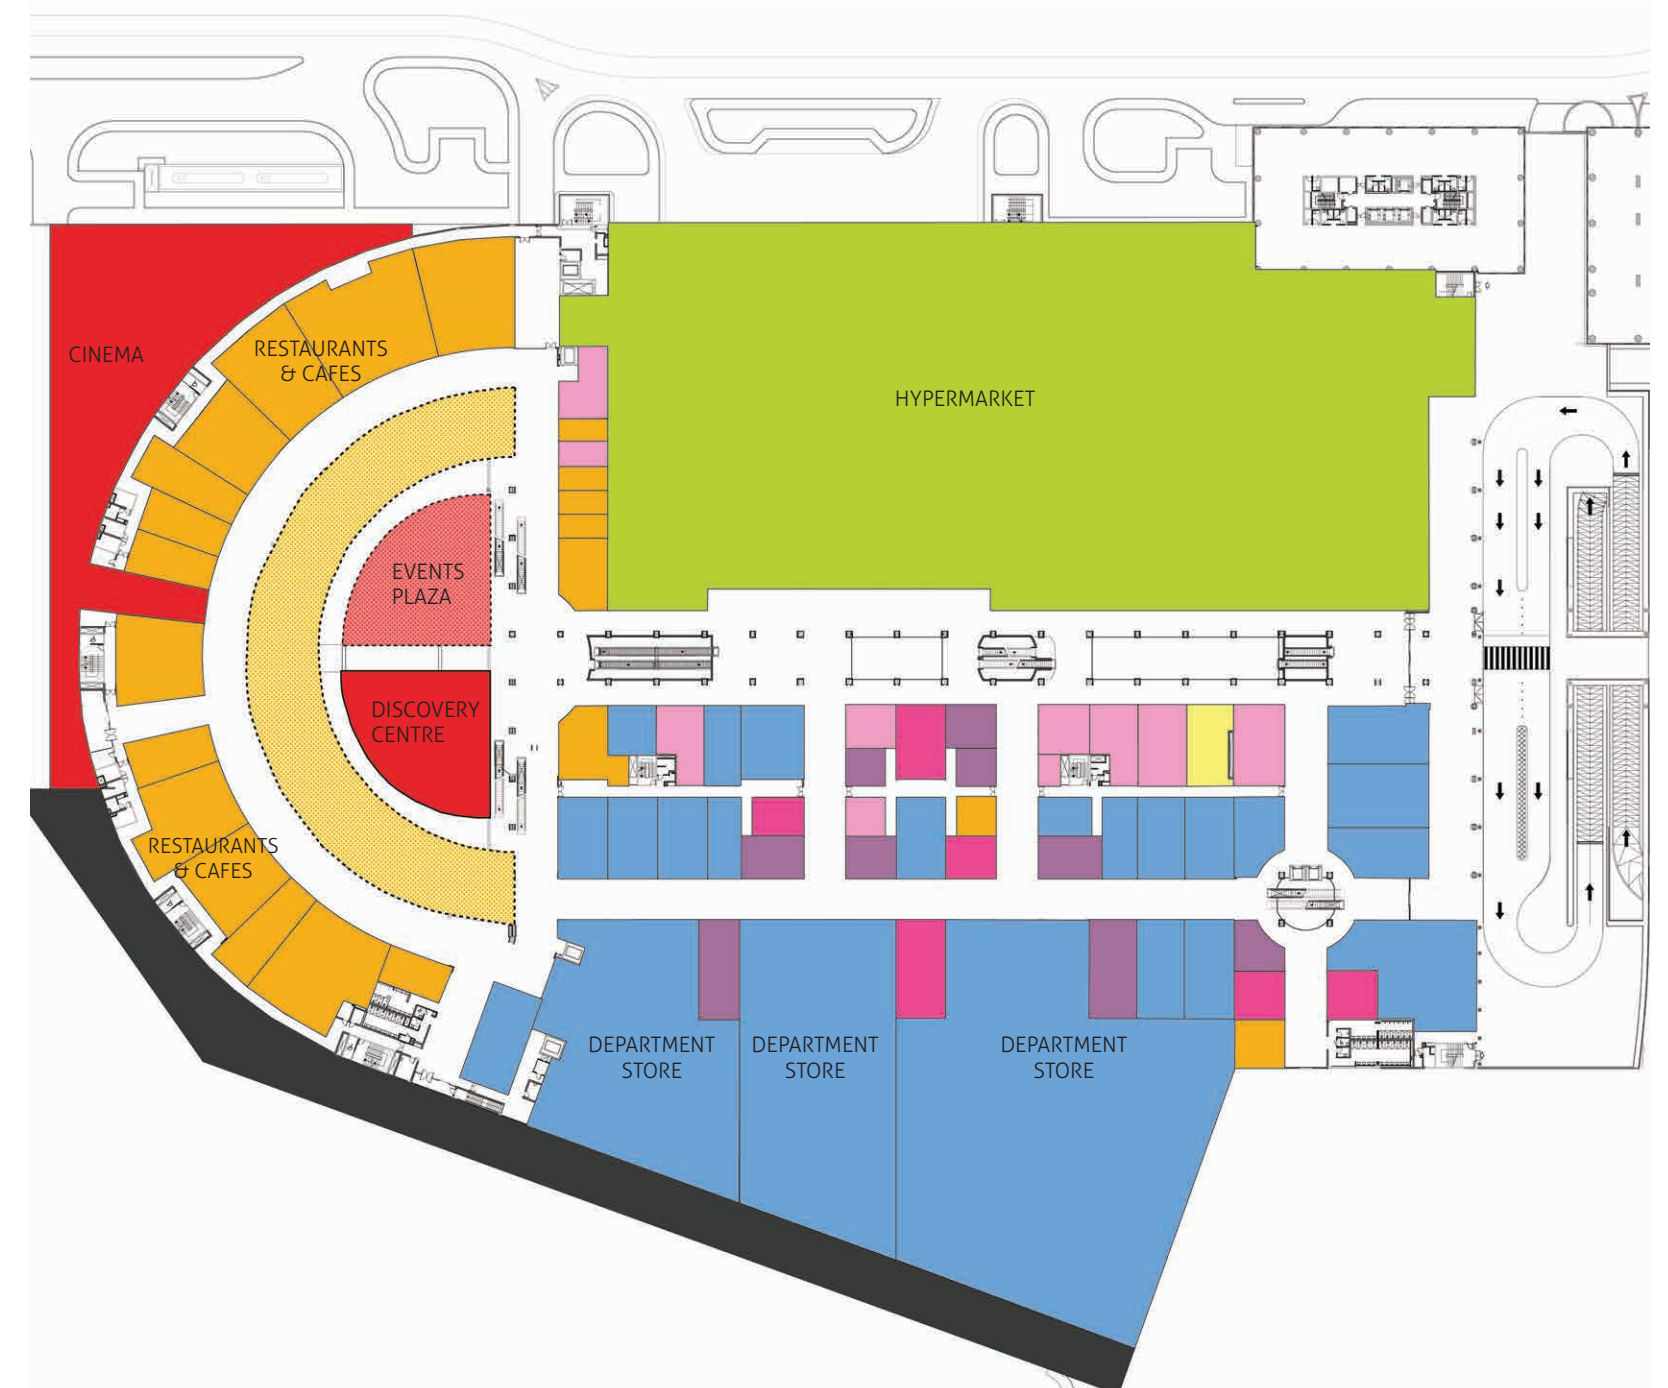 CINEMA
RESTAURANTS
& CAFES
HYPERMARKET
EVENTS
PLAZA
DISCOVERY
CENTRE
RESTAURANTS
& CAFES
DEPARTMENT
STORE
DEPARTMENT
STORE
DEPARTMENT
STORE